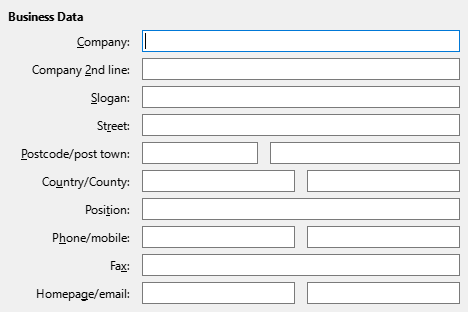 Business Data
Company:
Company 2nd line:
Slogan:
Street:
Postcode/post town:
Country/County:
Position:
Phone/mobile:
Fax:
Homepage/email: